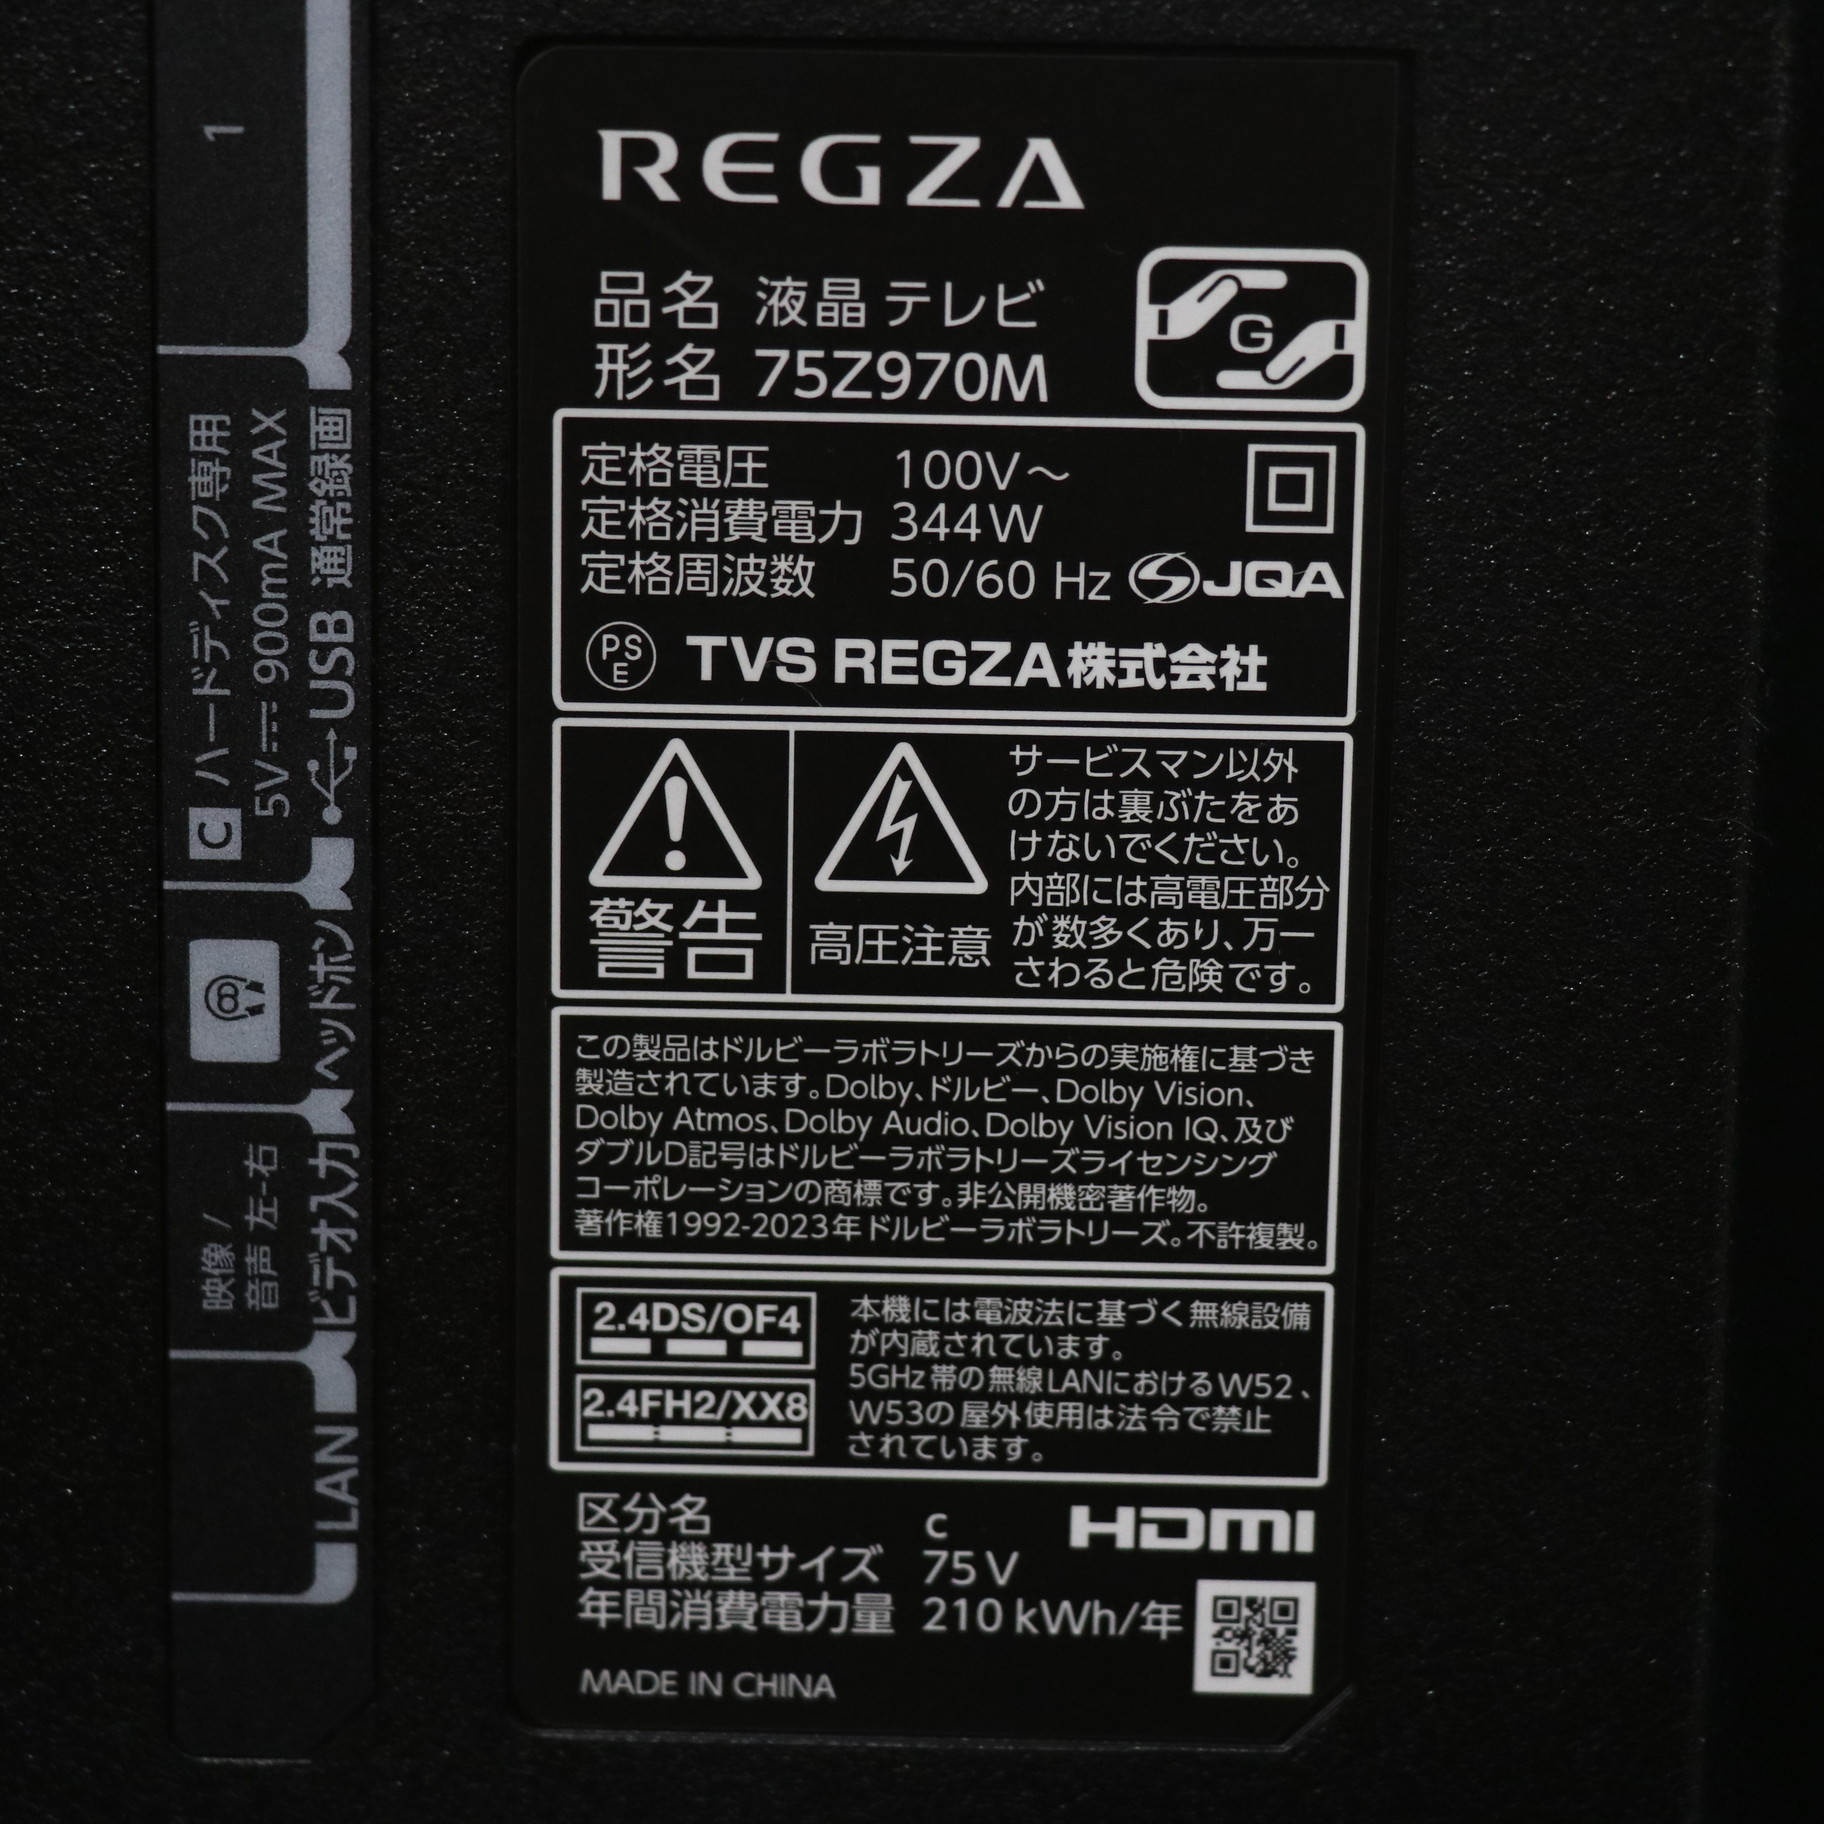 1
C ハードディスク専用
5V⎓900mA MAX
USB 通常録画
ヘッドホン
映像 /
音声 左-右
ビデオ入力
LAN
REGZA
品名 液晶テレビ
形名 75Z970M
G
定格電圧 100V～
定格消費電力 344W
定格周波数 50/60 Hz
JQA
PS
E
TVS REGZA株式会社
警告
高圧注意
サービスマン以外
の方は裏ぶたをあ
けないでください。
内部には高電圧部分
が数多くあり、万一
さわると危険です。
この製品はドルビーラボラトリーズからの実施権に基づき
製造されています。Dolby、ドルビー、Dolby Vision、
Dolby Atmos、Dolby Audio、Dolby Vision IQ、及び
ダブルD記号はドルビーラボラトリーズライセンシング
コーポレーションの商標です。非公開機密著作物。
著作権1992-2023年ドルビーラボラトリーズ。不許複製。
2.4DS/OF4
2.4FH2/XX8
本機には電波法に基づく無線設備
が内蔵されています。
5GHz帯の無線LANにおけるW52、
W53の屋外使用は法令で禁止
されています。
区分名 c
HDMI
受信機型サイズ 75V
年間消費電力量 210 kWh/年
MADE IN CHINA